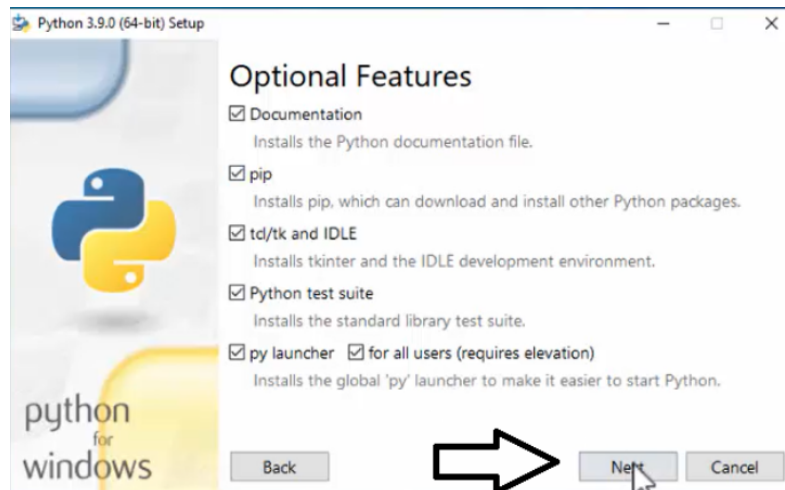 Python 3.9.0 (64-bit) Setup
Optional Features
Documentation
Installs the Python documentation file.
pip
Installs pip, which can download and install other Python packages.
tcl/tk and IDLE
Installs tkinter and the IDLE development environment.
Python test suite
Installs the standard library test suite.
py launcher for all users (requires elevation)
Installs the global 'py' launcher to make it easier to start Python.
python
for
windows
Back Next Cancel